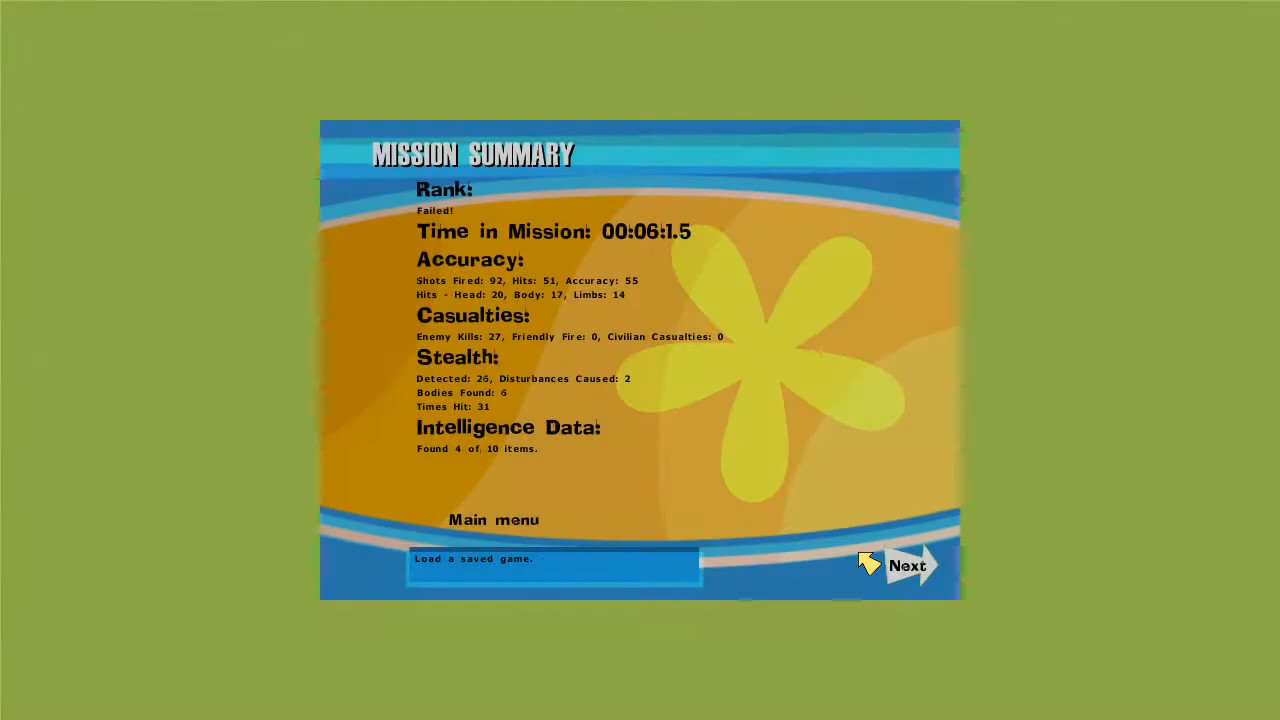 MISSION SUMMARY
Rank:
Failed!
Time in Mission: 00:06:1.5
Accuracy:
Shots Fired: 92, Hits: 51, Accuracy: 55
Hits - Head: 20, Body: 17, Limbs: 14
Casualties:
Enemy Kills: 27, Friendly Fire: 0, Civilian Casualties: 0
Stealth:
Detected: 26, Disturbances Caused: 2
Bodies Found: 6
Times Hit: 31
Intelligence Data:
Found 4 of 10 items.
Main menu
Load a saved game.
Next